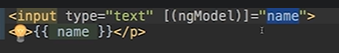 <input type="text" [(ngModel)]="name">
>{{ name }}</p>